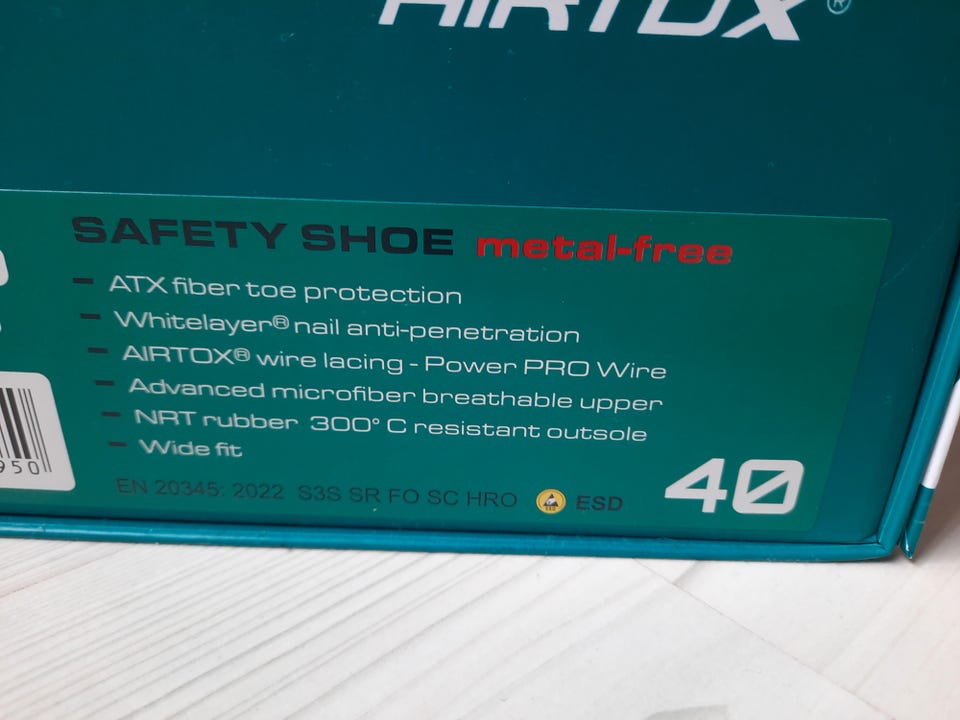 AIRTOX®
SAFETY SHOE metal-free
- ATX fiber toe protection
- Whitelayer® nail anti-penetration
- AIRTOX® wire lacing - Power PRO Wire
- Advanced microfiber breathable upper
- NRT rubber 300° C resistant outsole
- Wide fit
950
EN 20345: 2022 S3S SR FO SC HRO ESD ESD
40